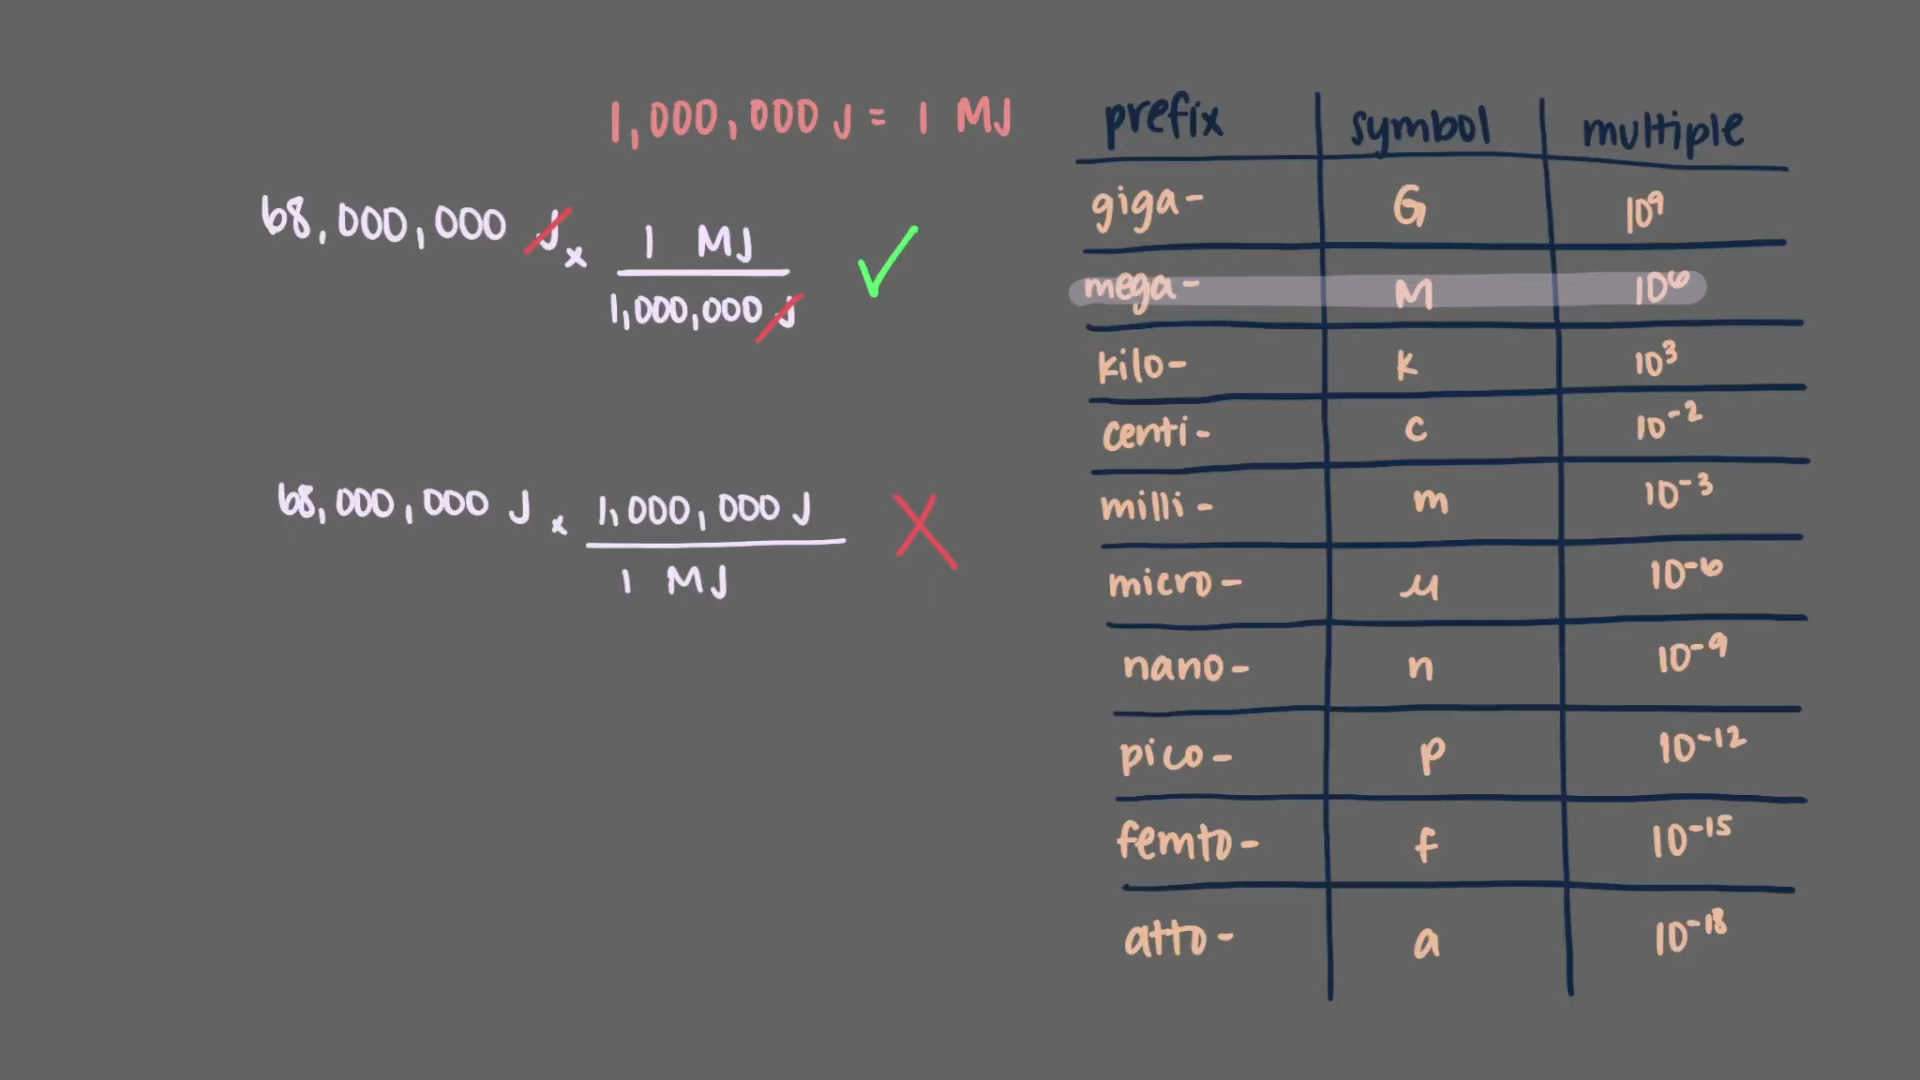 1,000,000 J = 1 MJ
68,000,000 J x 1 MJ
1,000,000 J
68,000,000 J x 1,000,000 J
1 MJ
prefix symbol multiple
giga- G 10⁹
mega- M 10⁶
kilo- k 10³
centi- c 10⁻²
milli- m 10⁻³
micro- μ 10⁻⁶
nano- n 10⁻⁹
pico- p 10⁻¹²
femto- f 10⁻¹⁵
atto- a 10⁻¹⁸